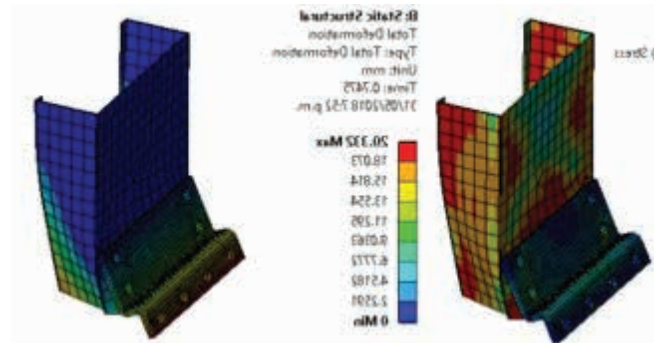 B: Static Structural
Total Deformation
Type: Total Deformation
Unit: mm
Time: 0.7475
31/05/2018 7:52 p.m.
20.332 Max
18.073
15.814
13.554
11.295
9.0363
6.7772
4.5182
2.2591
0 Min
) Stress